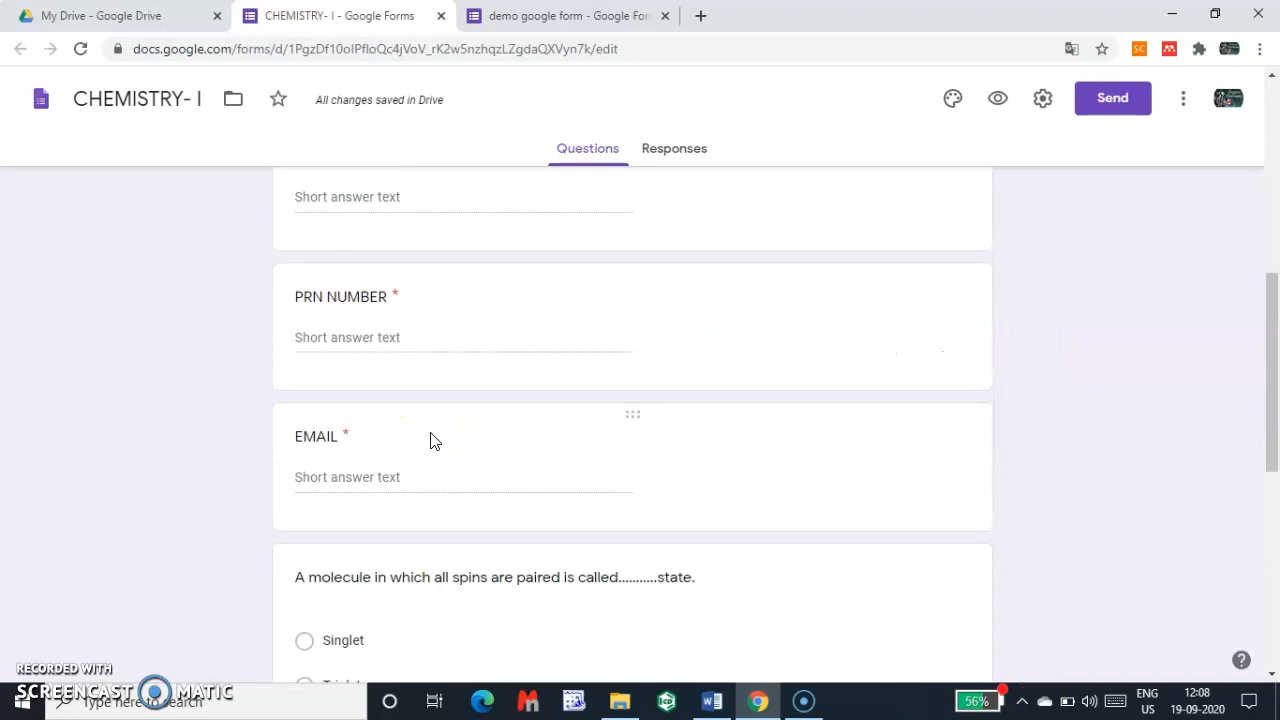 My Drive - Google Drive
CHEMISTRY- I - Google Forms
demo google form - Google For
docs.google.com/forms/d/1PgzDf10oIPfloQc4jVoV_rK2w5nzhqzLZgdaQXVyn7k/edit
CHEMISTRY- I
All changes saved in Drive
Send
Questions
Responses
Short answer text
PRN NUMBER *
Short answer text
EMAIL *
Short answer text
A molecule in which all spins are paired is called...........state.
Singlet
RECORDED WITH
SCREENCAST MATIC
Type here to search
56%
ENG
US
12:08
19-09-2020